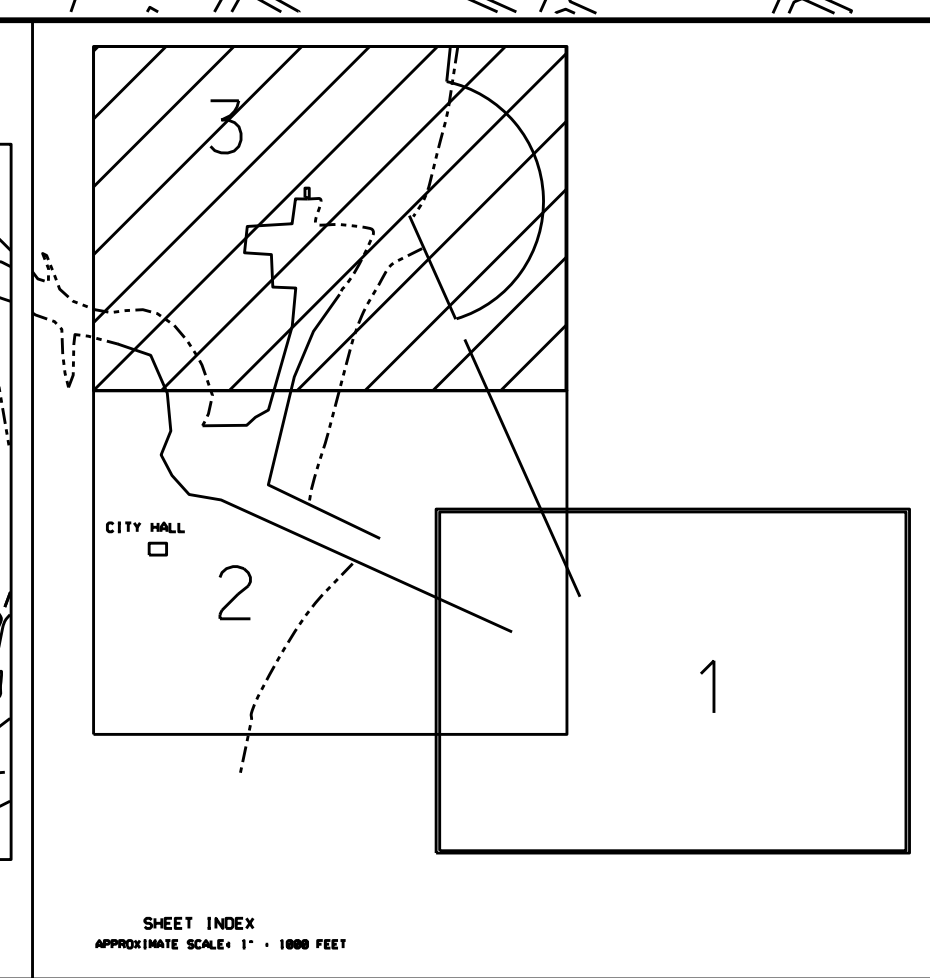 3
CITY HALL
2
1
SHEET INDEX
APPROXIMATE SCALE: 1" = 1000 FEET